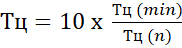 Тц = 10 x Тц (min) / Тц (n)